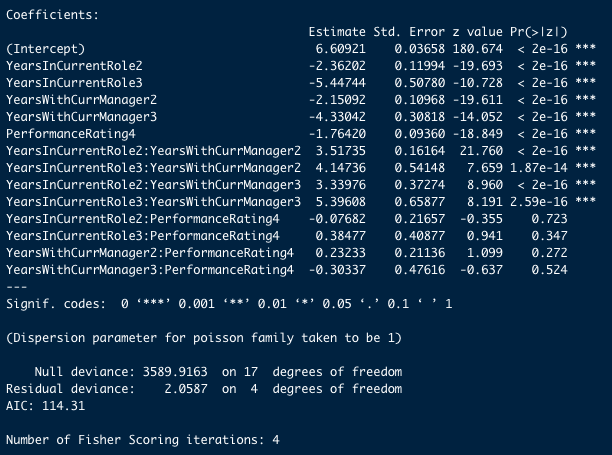 Coefficients:
                                        Estimate Std. Error z value Pr(>|z|)
(Intercept)                              6.60921    0.03658 180.674  < 2e-16 ***
YearsInCurrentRole2                     -2.36202    0.11994 -19.693  < 2e-16 ***
YearsInCurrentRole3                     -5.44744    0.50780 -10.728  < 2e-16 ***
YearsWithCurrManager2                   -2.15092    0.10968 -19.611  < 2e-16 ***
YearsWithCurrManager3                   -4.33042    0.30818 -14.052  < 2e-16 ***
PerformanceRating4                      -1.76420    0.09360 -18.849  < 2e-16 ***
YearsInCurrentRole2:YearsWithCurrManager2  3.51735    0.16164  21.760  < 2e-16 ***
YearsInCurrentRole3:YearsWithCurrManager2  4.14736    0.54148   7.659 1.87e-14 ***
YearsInCurrentRole2:YearsWithCurrManager3  3.33976    0.37274   8.960  < 2e-16 ***
YearsInCurrentRole3:YearsWithCurrManager3  5.39608    0.65877   8.191 2.59e-16 ***
YearsInCurrentRole2:PerformanceRating4  -0.07682    0.21657  -0.355    0.723
YearsInCurrentRole3:PerformanceRating4   0.38477    0.40877   0.941    0.347
YearsWithCurrManager2:PerformanceRating4  0.23233    0.21136   1.099    0.272
YearsWithCurrManager3:PerformanceRating4 -0.30337    0.47616  -0.637    0.524
---
Signif. codes:  0 ‘***’ 0.001 ‘**’ 0.01 ‘*’ 0.05 ‘.’ 0.1 ‘ ’ 1
(Dispersion parameter for poisson family taken to be 1)
    Null deviance: 3589.9163  on 17  degrees of freedom
Residual deviance:    2.0587  on  4  degrees of freedom
AIC: 114.31
Number of Fisher Scoring iterations: 4